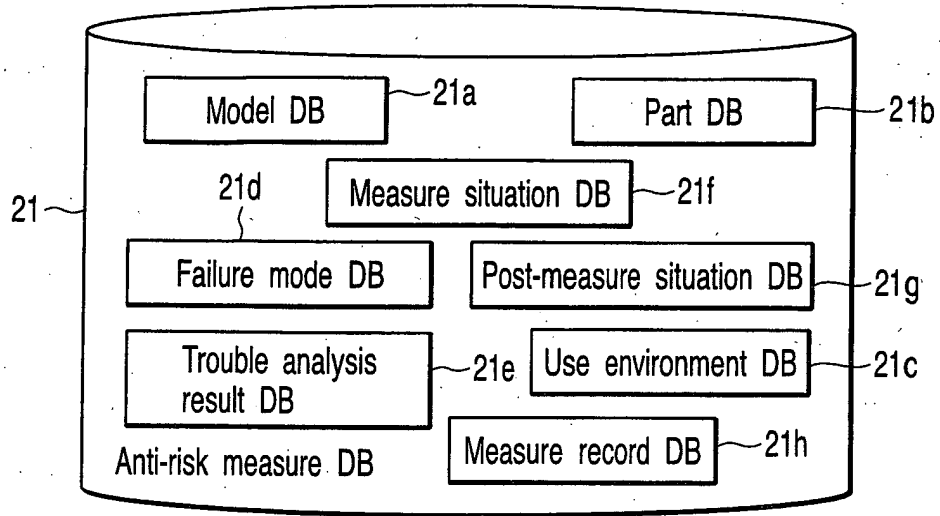 Model DB
21a
Part DB
21b
Measure situation DB
21f
21
21d
Failure mode DB
Post-measure situation DB
21g
Trouble analysis
result DB
21e
Use environment DB
21c
Anti-risk measure DB
Measure record DB
21h